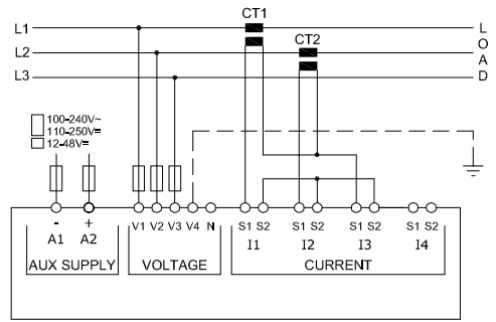 CT1
L1 L
CT2
L2 O
A
L3 D
100-240V~
110-250V=
12-48V=
- + V1 V2 V3 V4 N S1 S2 S1 S2 S1 S2 S1 S2
A1 A2 I1 I2 I3 I4
AUX SUPPLY VOLTAGE CURRENT